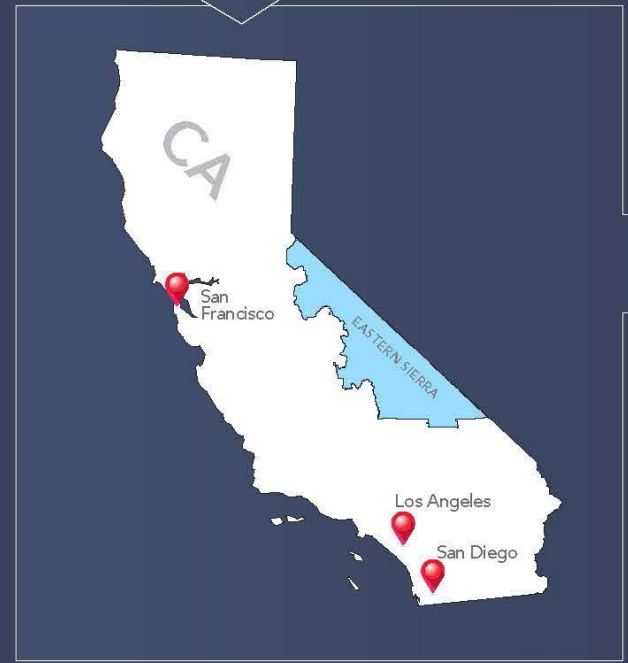 CA
San
Francisco
EASTERN SIERRA
Los Angeles
San Diego